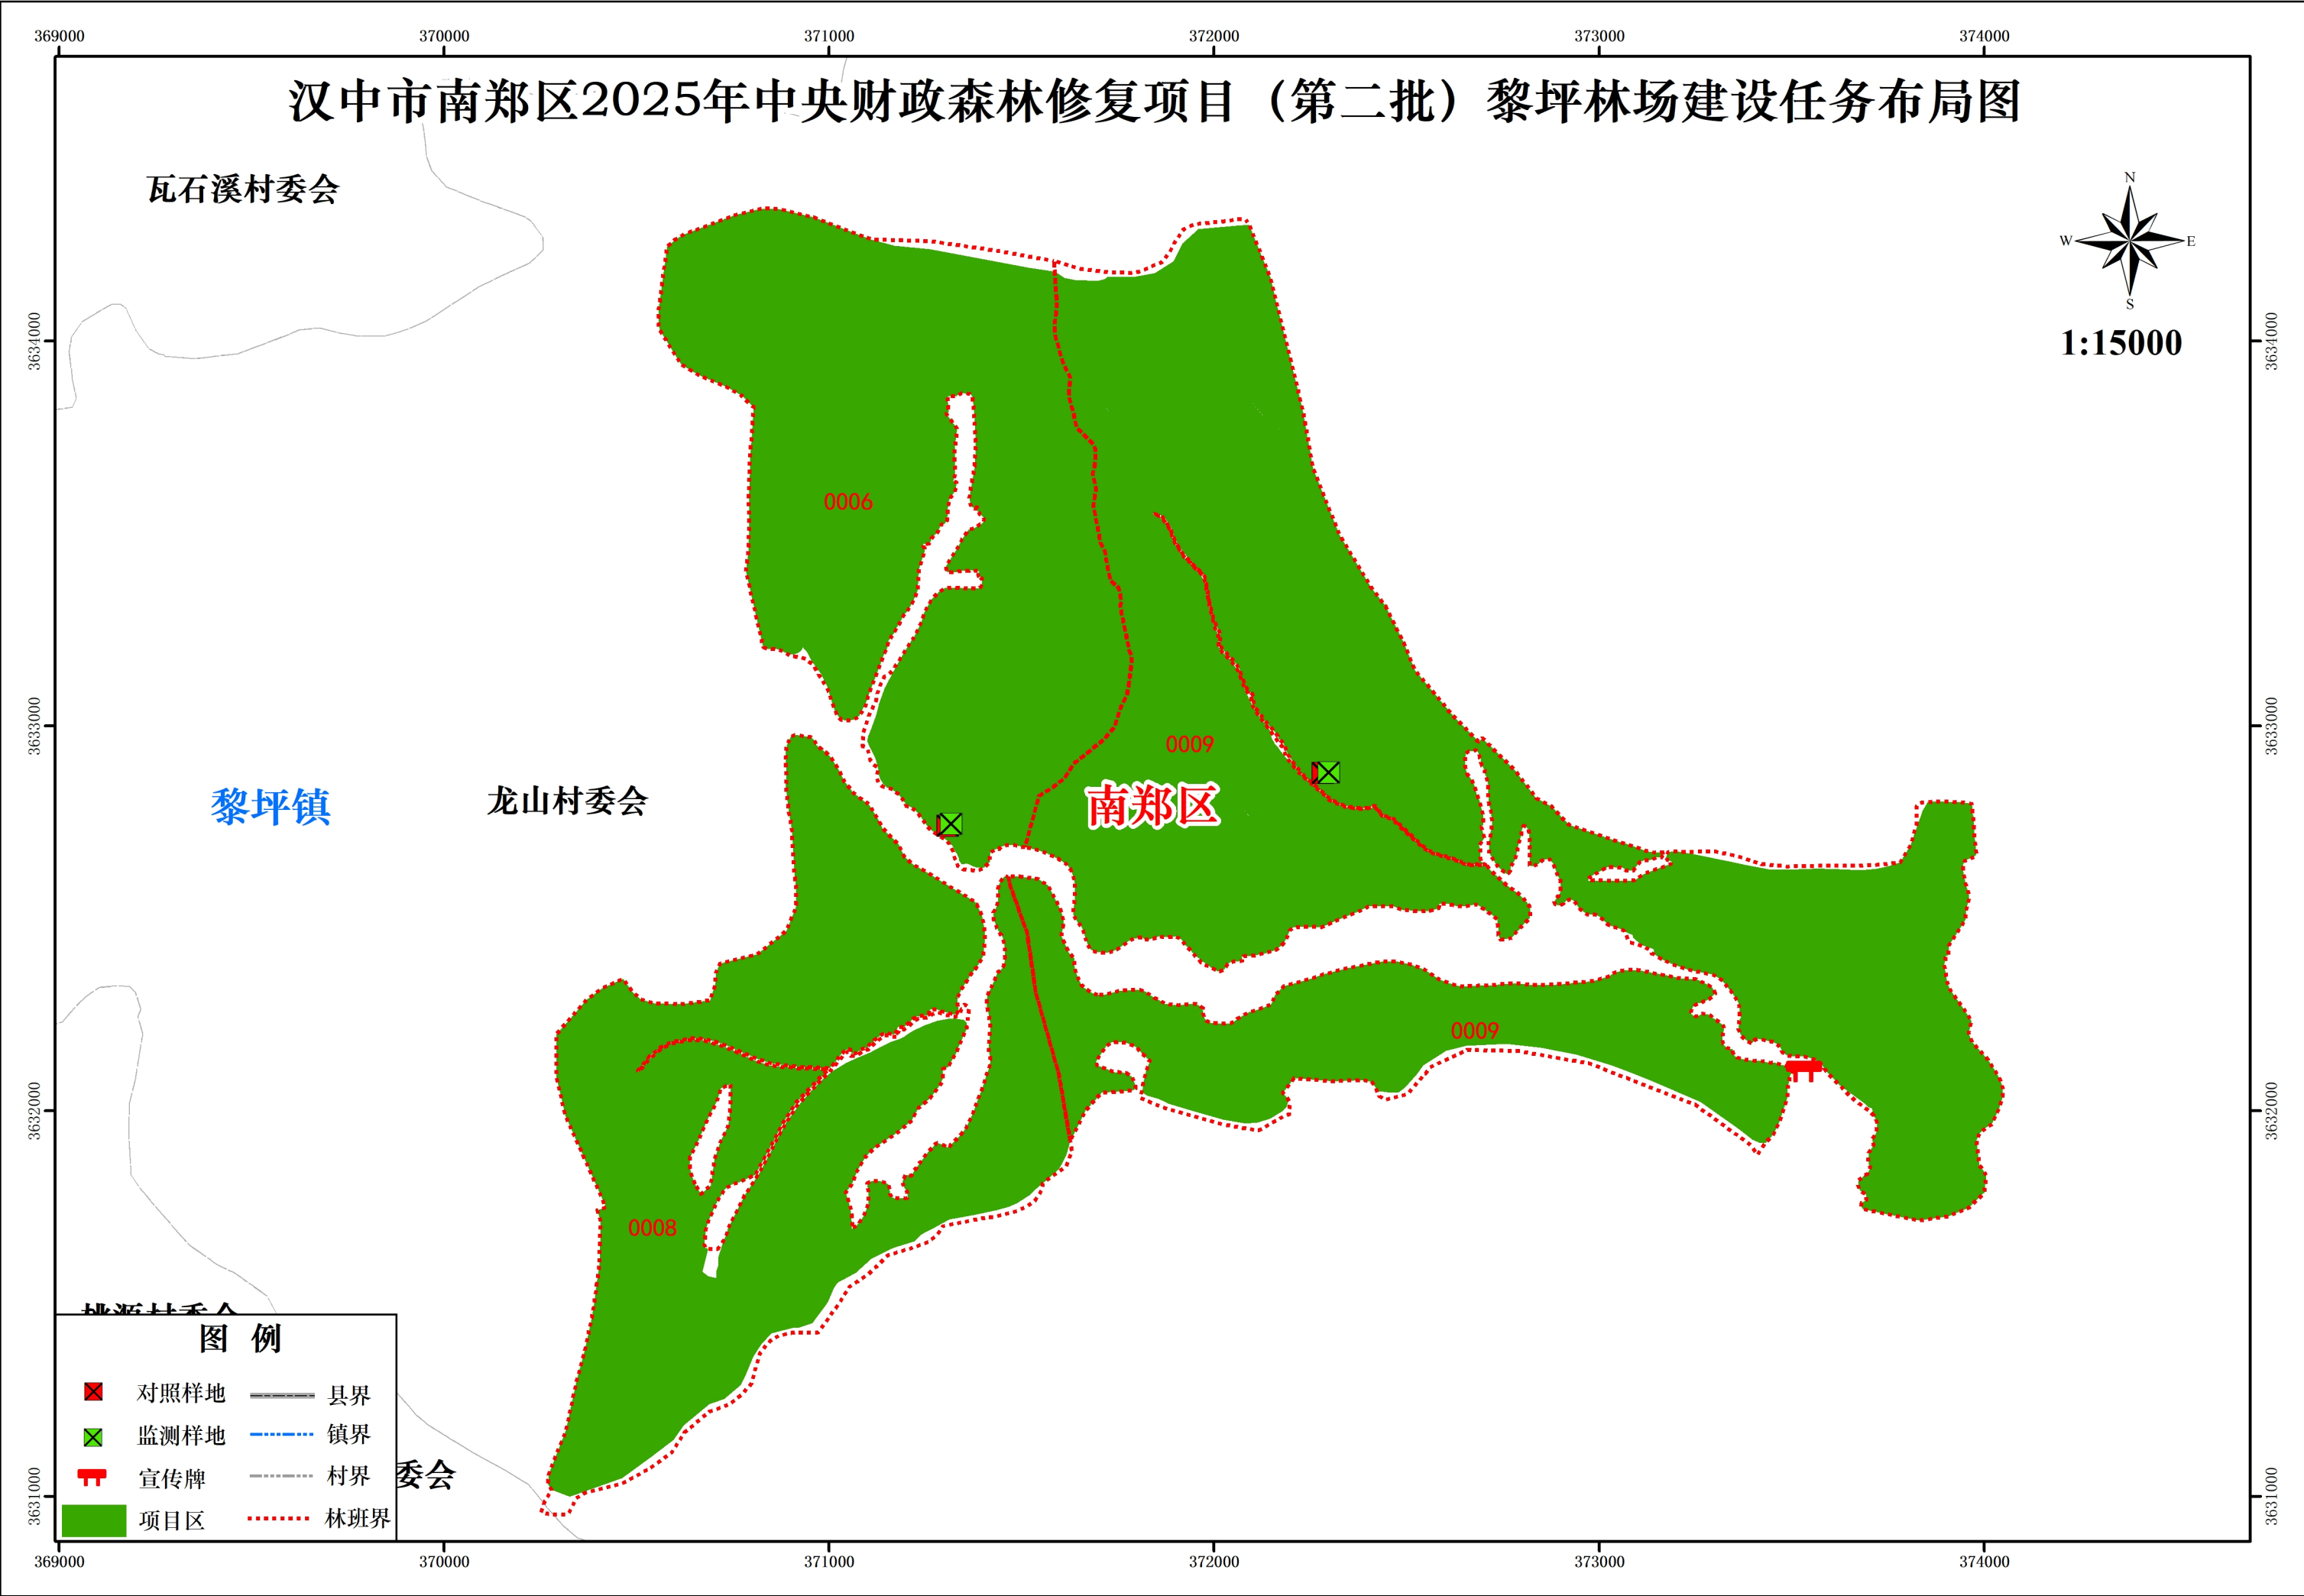 369000 370000 371000 372000 373000 374000
汉中市南郑区2025年中央财政森林修复项目（第二批）黎坪林场建设任务布局图
瓦石溪村委会
N
W E
S
1:15000
3634000 3634000
0006
3633000 3633000
0009
黎坪镇
龙山村委会
南郑区
0009
3632000 3632000
0008
图 例
对照样地 县界
监测样地 镇界
宣传牌 村界
项目区 林班界
委会
3631000 3631000
369000 370000 371000 372000 373000 374000